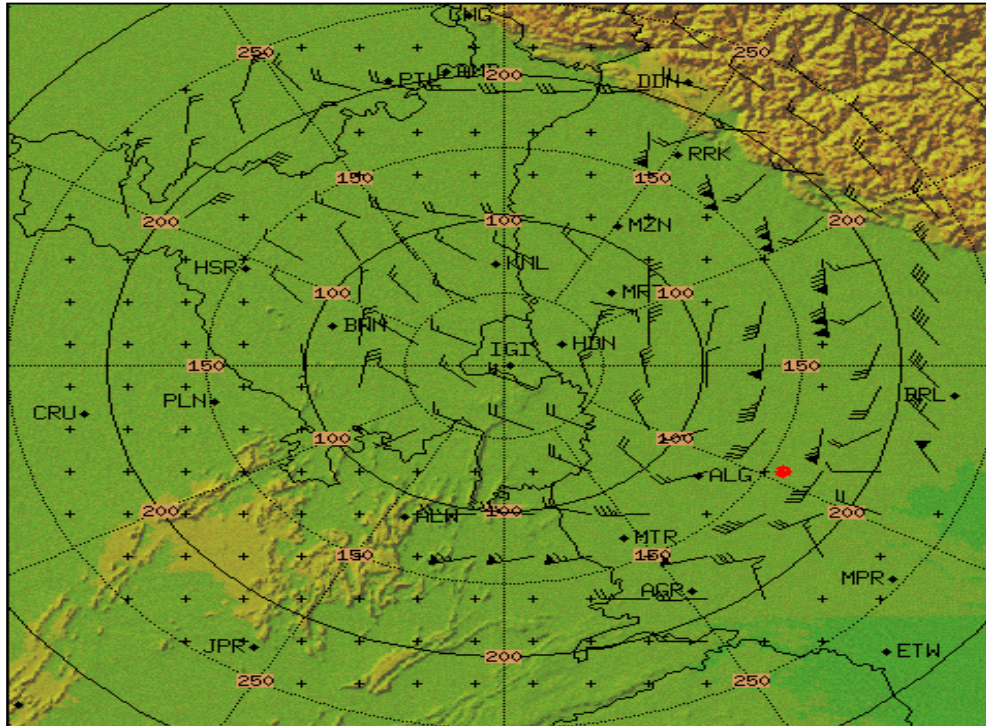 CHG
250 250
PTL 200 DDN
RRK
150 150
200 100 200
MZN
HSR KNL
100 MRT 100
BWN HDN
IGI
150 150
CRU PLN BRL
100 100
ALG
200 100 200
ALW
MTR
150 150
AGR MPR
JPR 200 ETW
250 250